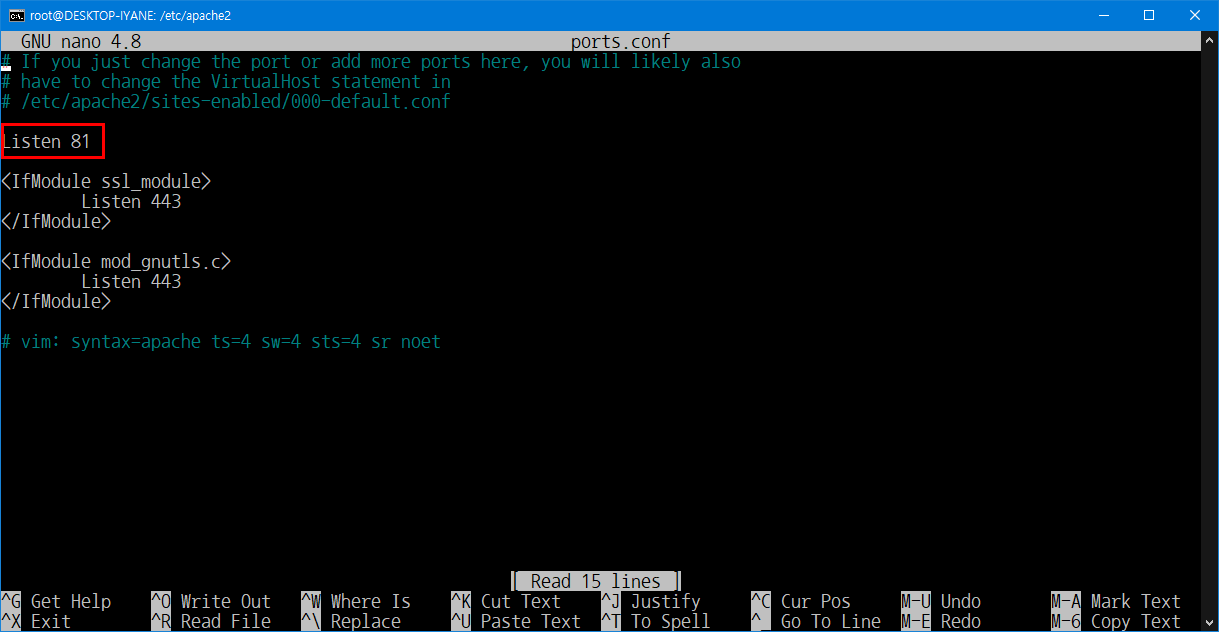 root@DESKTOP-IYANE: /etc/apache2
GNU nano 4.8 ports.conf
# If you just change the port or add more ports here, you will likely also
# have to change the VirtualHost statement in
# /etc/apache2/sites-enabled/000-default.conf
Listen 81
<IfModule ssl_module>
        Listen 443
</IfModule>
<IfModule mod_gnutls.c>
        Listen 443
</IfModule>
# vim: syntax=apache ts=4 sw=4 sts=4 sr noet
[ Read 15 lines ]
^G Get Help ^O Write Out ^W Where Is ^K Cut Text ^J Justify ^C Cur Pos M-U Undo M-A Mark Text
^X Exit ^R Read File ^\ Replace ^U Paste Text ^T To Spell ^_ Go To Line M-E Redo M-6 Copy Text